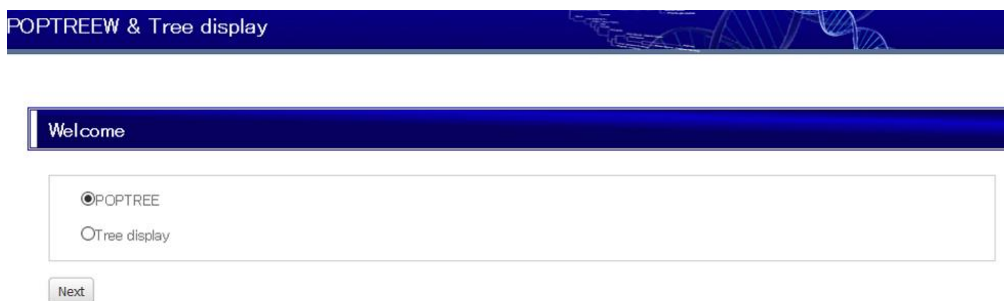 POPTREEW & Tree display
Welcome
POPTREE
Tree display
Next